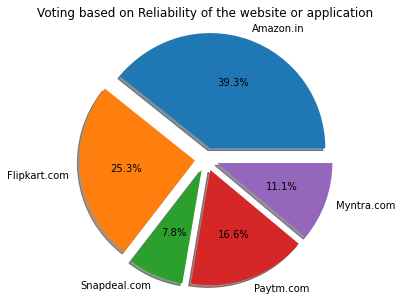 Voting based on Reliability of the website or application
Amazon.in
39.3%
Flipkart.com
25.3%
Snapdeal.com
7.8%
Paytm.com
16.6%
Myntra.com
11.1%